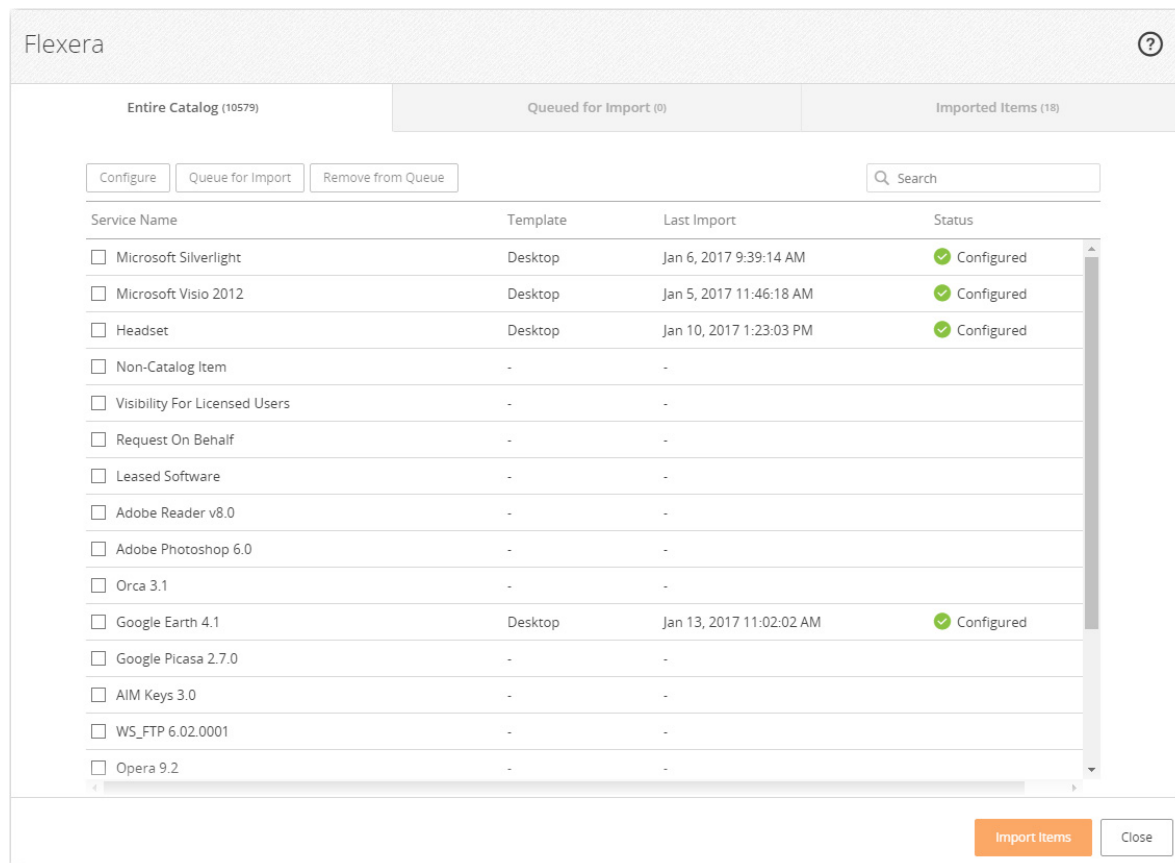 Flexera
?
Entire Catalog (10579) Queued for Import (0) Imported Items (18)
Configure Queue for Import Remove from Queue Search
Service Name Template Last Import Status
Microsoft Silverlight Desktop Jan 6, 2017 9:39:14 AM Configured
Microsoft Visio 2012 Desktop Jan 5, 2017 11:46:18 AM Configured
Headset Desktop Jan 10, 2017 1:23:03 PM Configured
Non-Catalog Item - -
Visibility For Licensed Users - -
Request On Behalf - -
Leased Software - -
Adobe Reader v8.0 - -
Adobe Photoshop 6.0 - -
Orca 3.1 - -
Google Earth 4.1 Desktop Jan 13, 2017 11:02:02 AM Configured
Google Picasa 2.7.0 - -
AIM Keys 3.0 - -
WS_FTP 6.02.0001 - -
Opera 9.2 - -
Import Items Close